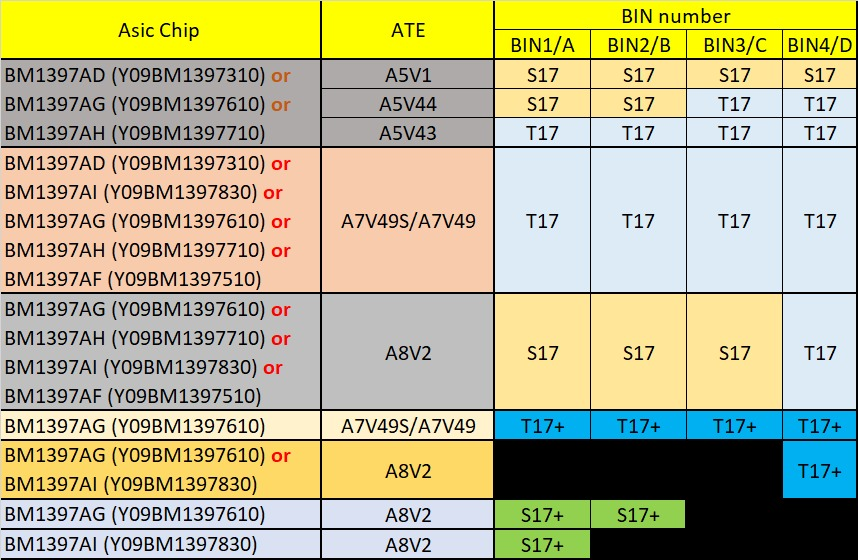 Asic Chip ATE BIN number
BIN1/A BIN2/B BIN3/C BIN4/D
BM1397AD (Y09BM1397310) or A5V1 S17 S17 S17 S17
BM1397AG (Y09BM1397610) or A5V44 S17 S17 T17 T17
BM1397AH (Y09BM1397710) A5V43 T17 T17 T17 T17
BM1397AD (Y09BM1397310) or
BM1397AI (Y09BM1397830) or
BM1397AG (Y09BM1397610) or A7V49S/A7V49 T17 T17 T17 T17
BM1397AH (Y09BM1397710) or
BM1397AF (Y09BM1397510)
BM1397AG (Y09BM1397610) or
BM1397AH (Y09BM1397710) or
A8V2 S17 S17 S17 T17
BM1397AI (Y09BM1397830) or
BM1397AF (Y09BM1397510)
BM1397AG (Y09BM1397610) A7V49S/A7V49 T17+ T17+ T17+ T17+
BM1397AG (Y09BM1397610) or
A8V2 T17+
BM1397AI (Y09BM1397830)
BM1397AG (Y09BM1397610) A8V2 S17+ S17+
BM1397AI (Y09BM1397830) A8V2 S17+